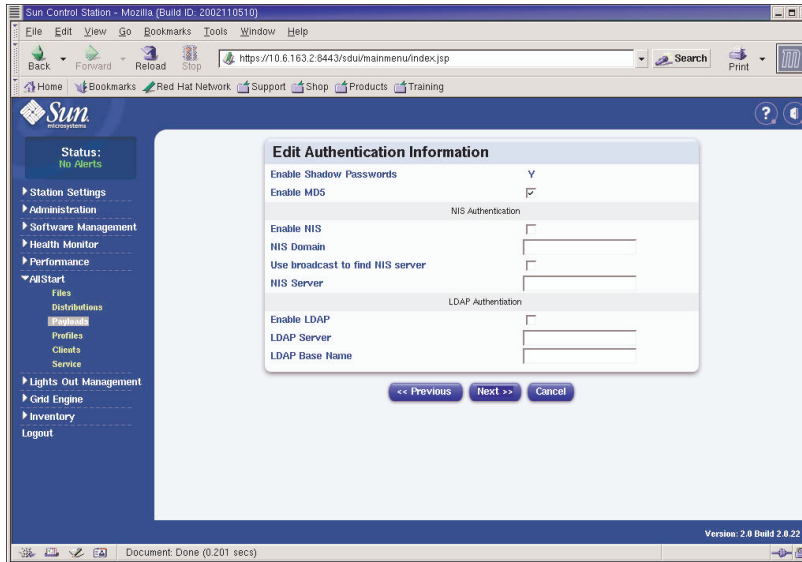 Sun Control Station - Mozilla {Build ID: 2002110510}
File Edit View Go Bookmarks Tools Window Help
Back Forward Reload Stop https://10.6.163.2:8443/sdui/mainmenu/index.jsp Search Print
Home Bookmarks Red Hat Network Support Shop Products Training
Sun
microsystems
?
Status:
No Alerts
Station Settings
Administration
Software Management
Health Monitor
Performance
AllStart
Files
Distributions
Payloads
Profiles
Clients
Service
Lights Out Management
Grid Engine
Inventory
Logout
Edit Authentication Information
Enable Shadow Passwords Y
Enable MD5
NIS Authentication
Enable NIS
NIS Domain
Use broadcast to find NIS server
NIS Server
LDAP Authentiation
Enable LDAP
LDAP Server
LDAP Base Name
<< Previous Next >> Cancel
Version: 2.0 Build 2.0.22
Document: Done (0.201 secs)